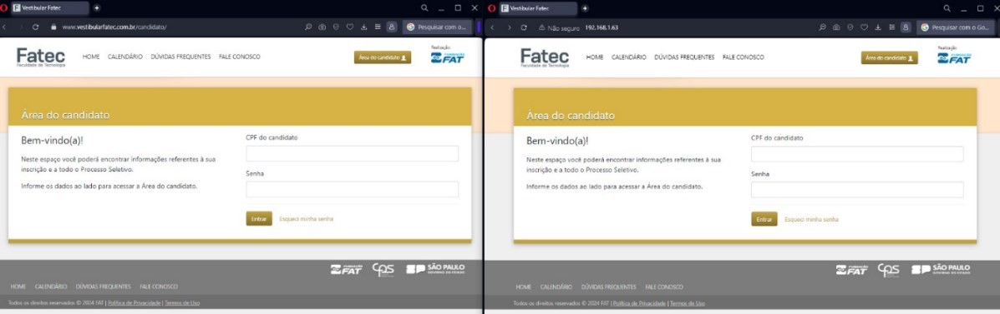 Vestibular Fatec
www.vestibularfatec.com.br/candidato/
Pesquisar com o...
Fatec
Faculdade de Tecnologia
HOME CALENDÁRIO DÚVIDAS FREQUENTES FALE CONOSCO
Área do candidato
Realização
FUNDAÇÃO
FAT
Área do candidato
Bem-vindo(a)!
Neste espaço você poderá encontrar informações referentes à sua
inscrição e a todo o Processo Seletivo.
Informe os dados ao lado para acessar a Área do candidato.
CPF do candidato
Senha
Entrar Esqueci minha senha
FUNDAÇÃO
FAT
CPS
SÃO PAULO
GOVERNO DO ESTADO
HOME CALENDÁRIO DÚVIDAS FREQUENTES FALE CONOSCO
Todos os direitos reservados © 2024 FAT | Política de Privacidade | Termos de Uso
Vestibular Fatec
Não seguro 192.168.1.63
Pesquisar com o Go...
Fatec
Faculdade de Tecnologia
HOME CALENDÁRIO DÚVIDAS FREQUENTES FALE CONOSCO
Área do candidato
Realização
FUNDAÇÃO
FAT
Área do candidato
Bem-vindo(a)!
Neste espaço você poderá encontrar informações referentes à sua
inscrição e a todo o Processo Seletivo.
Informe os dados ao lado para acessar a Área do candidato.
CPF do candidato
Senha
Entrar Esqueci minha senha
FUNDAÇÃO
FAT
CPS
SÃO PAULO
GOVERNO DO ESTADO
HOME CALENDÁRIO DÚVIDAS FREQUENTES FALE CONOSCO
Todos os direitos reservados © 2024 FAT | Política de Privacidade | Termos de Uso